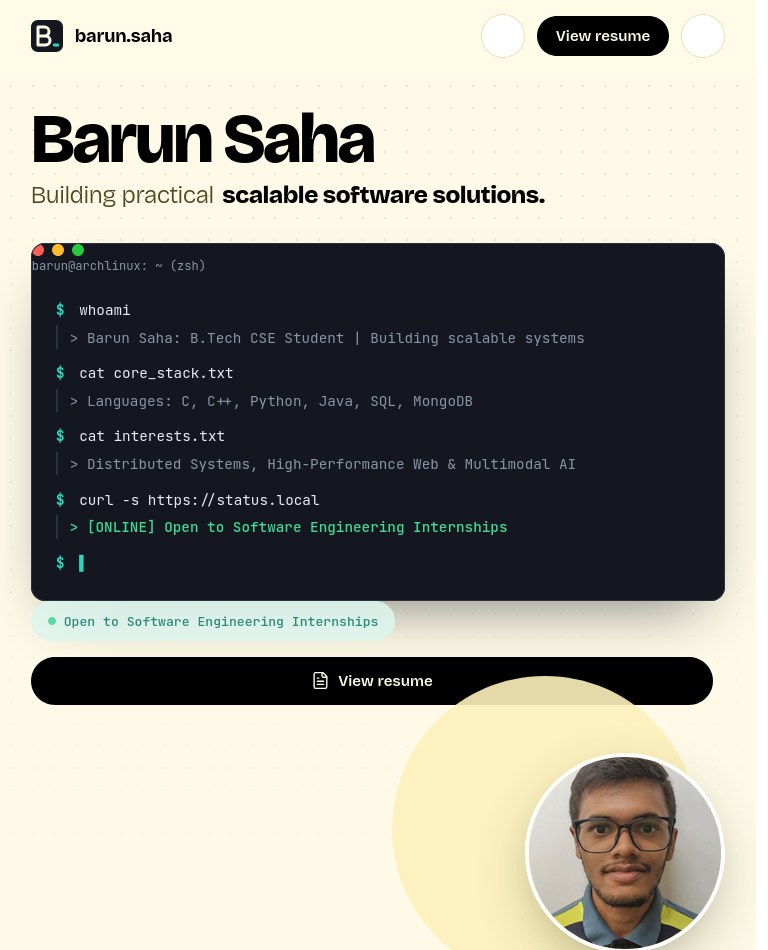 B_ barun.saha View resume
Barun Saha
Building practical scalable software solutions.
barun@archlinux: ~ (zsh)
$ whoami
> Barun Saha: B.Tech CSE Student | Building scalable systems
$ cat core_stack.txt
> Languages: C, C++, Python, Java, SQL, MongoDB
$ cat interests.txt
> Distributed Systems, High-Performance Web & Multimodal AI
$ curl -s https://status.local
> [ONLINE] Open to Software Engineering Internships
$
Open to Software Engineering Internships
View resume